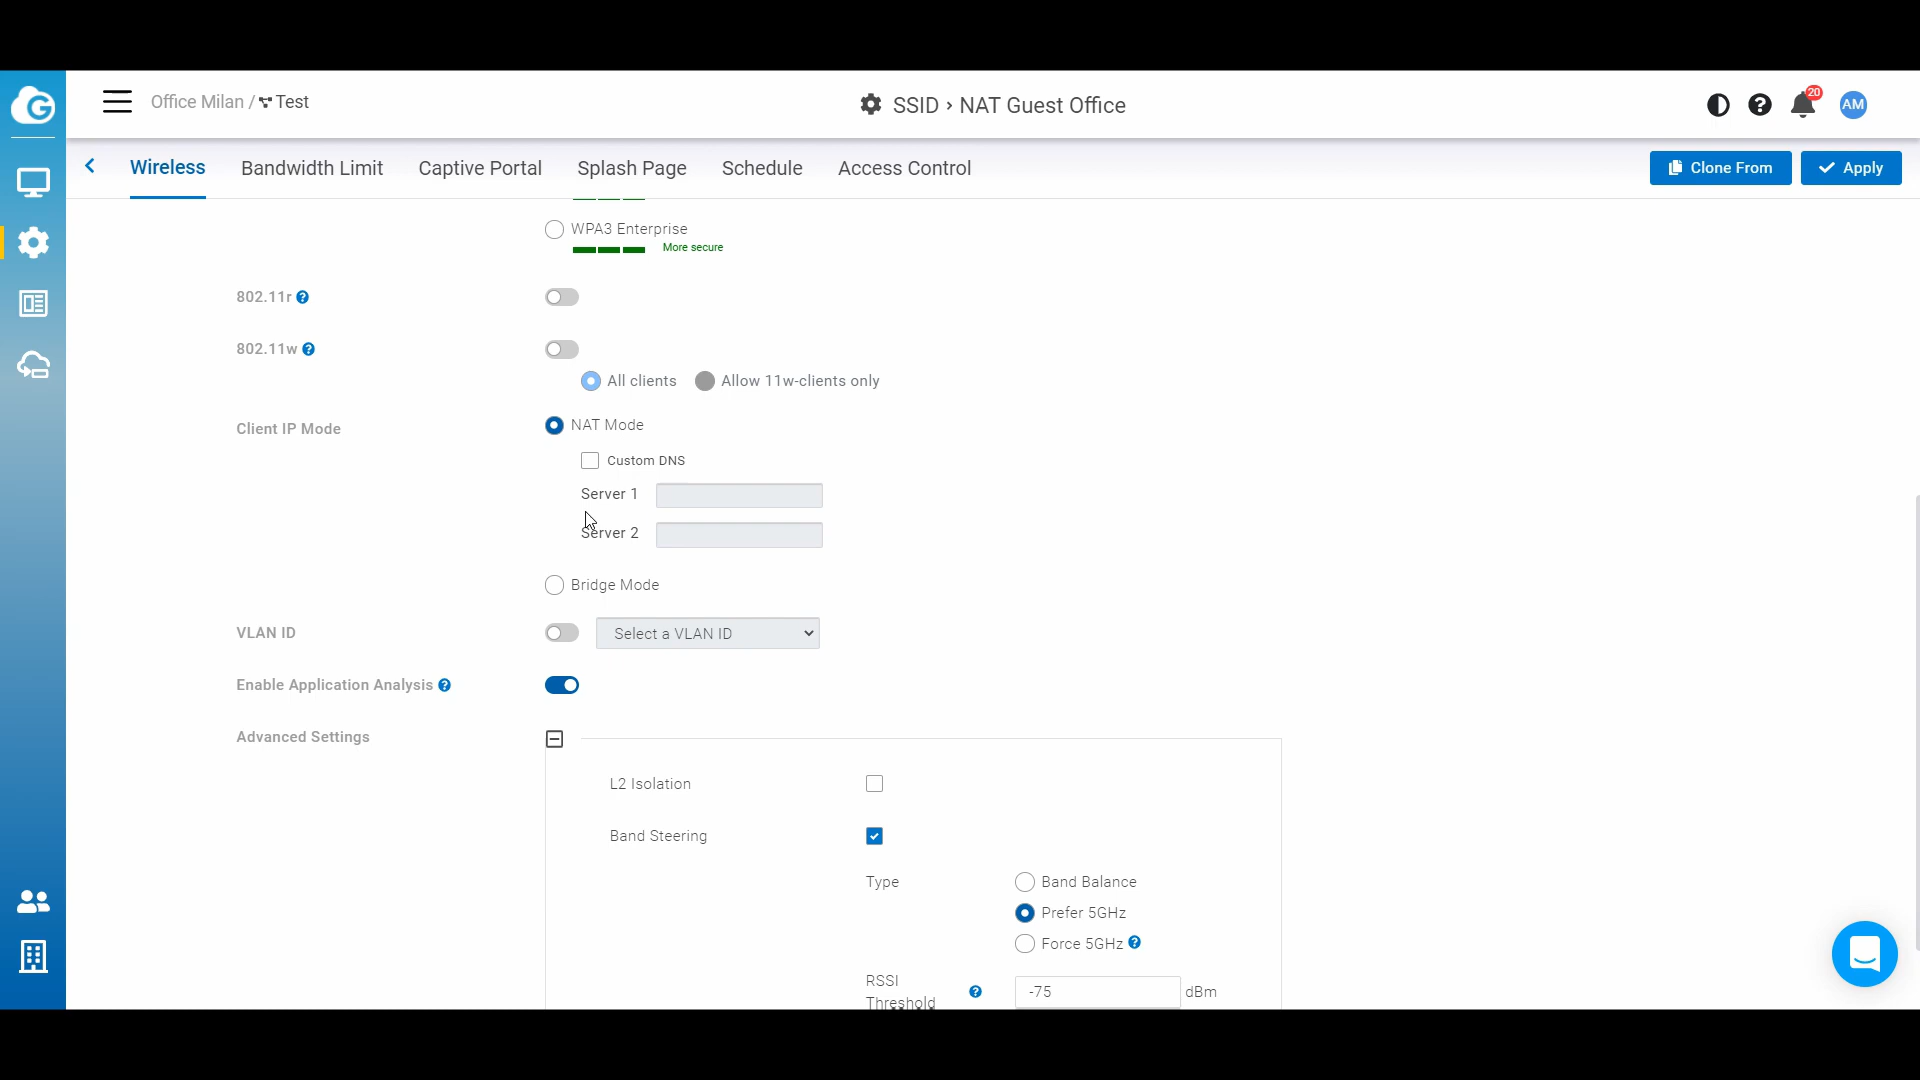 Office Milan / Test
SSID › NAT Guest Office
20
AM
Wireless
Bandwidth Limit
Captive Portal
Splash Page
Schedule
Access Control
Clone From
Apply
WPA3 Enterprise
More secure
802.11r
802.11w
All clients
Allow 11w-clients only
Client IP Mode
NAT Mode
Custom DNS
Server 1
Server 2
Bridge Mode
VLAN ID
Select a VLAN ID
Enable Application Analysis
Advanced Settings
L2 Isolation
Band Steering
Type
Band Balance
Prefer 5GHz
Force 5GHz
RSSI
Threshold
-75
dBm